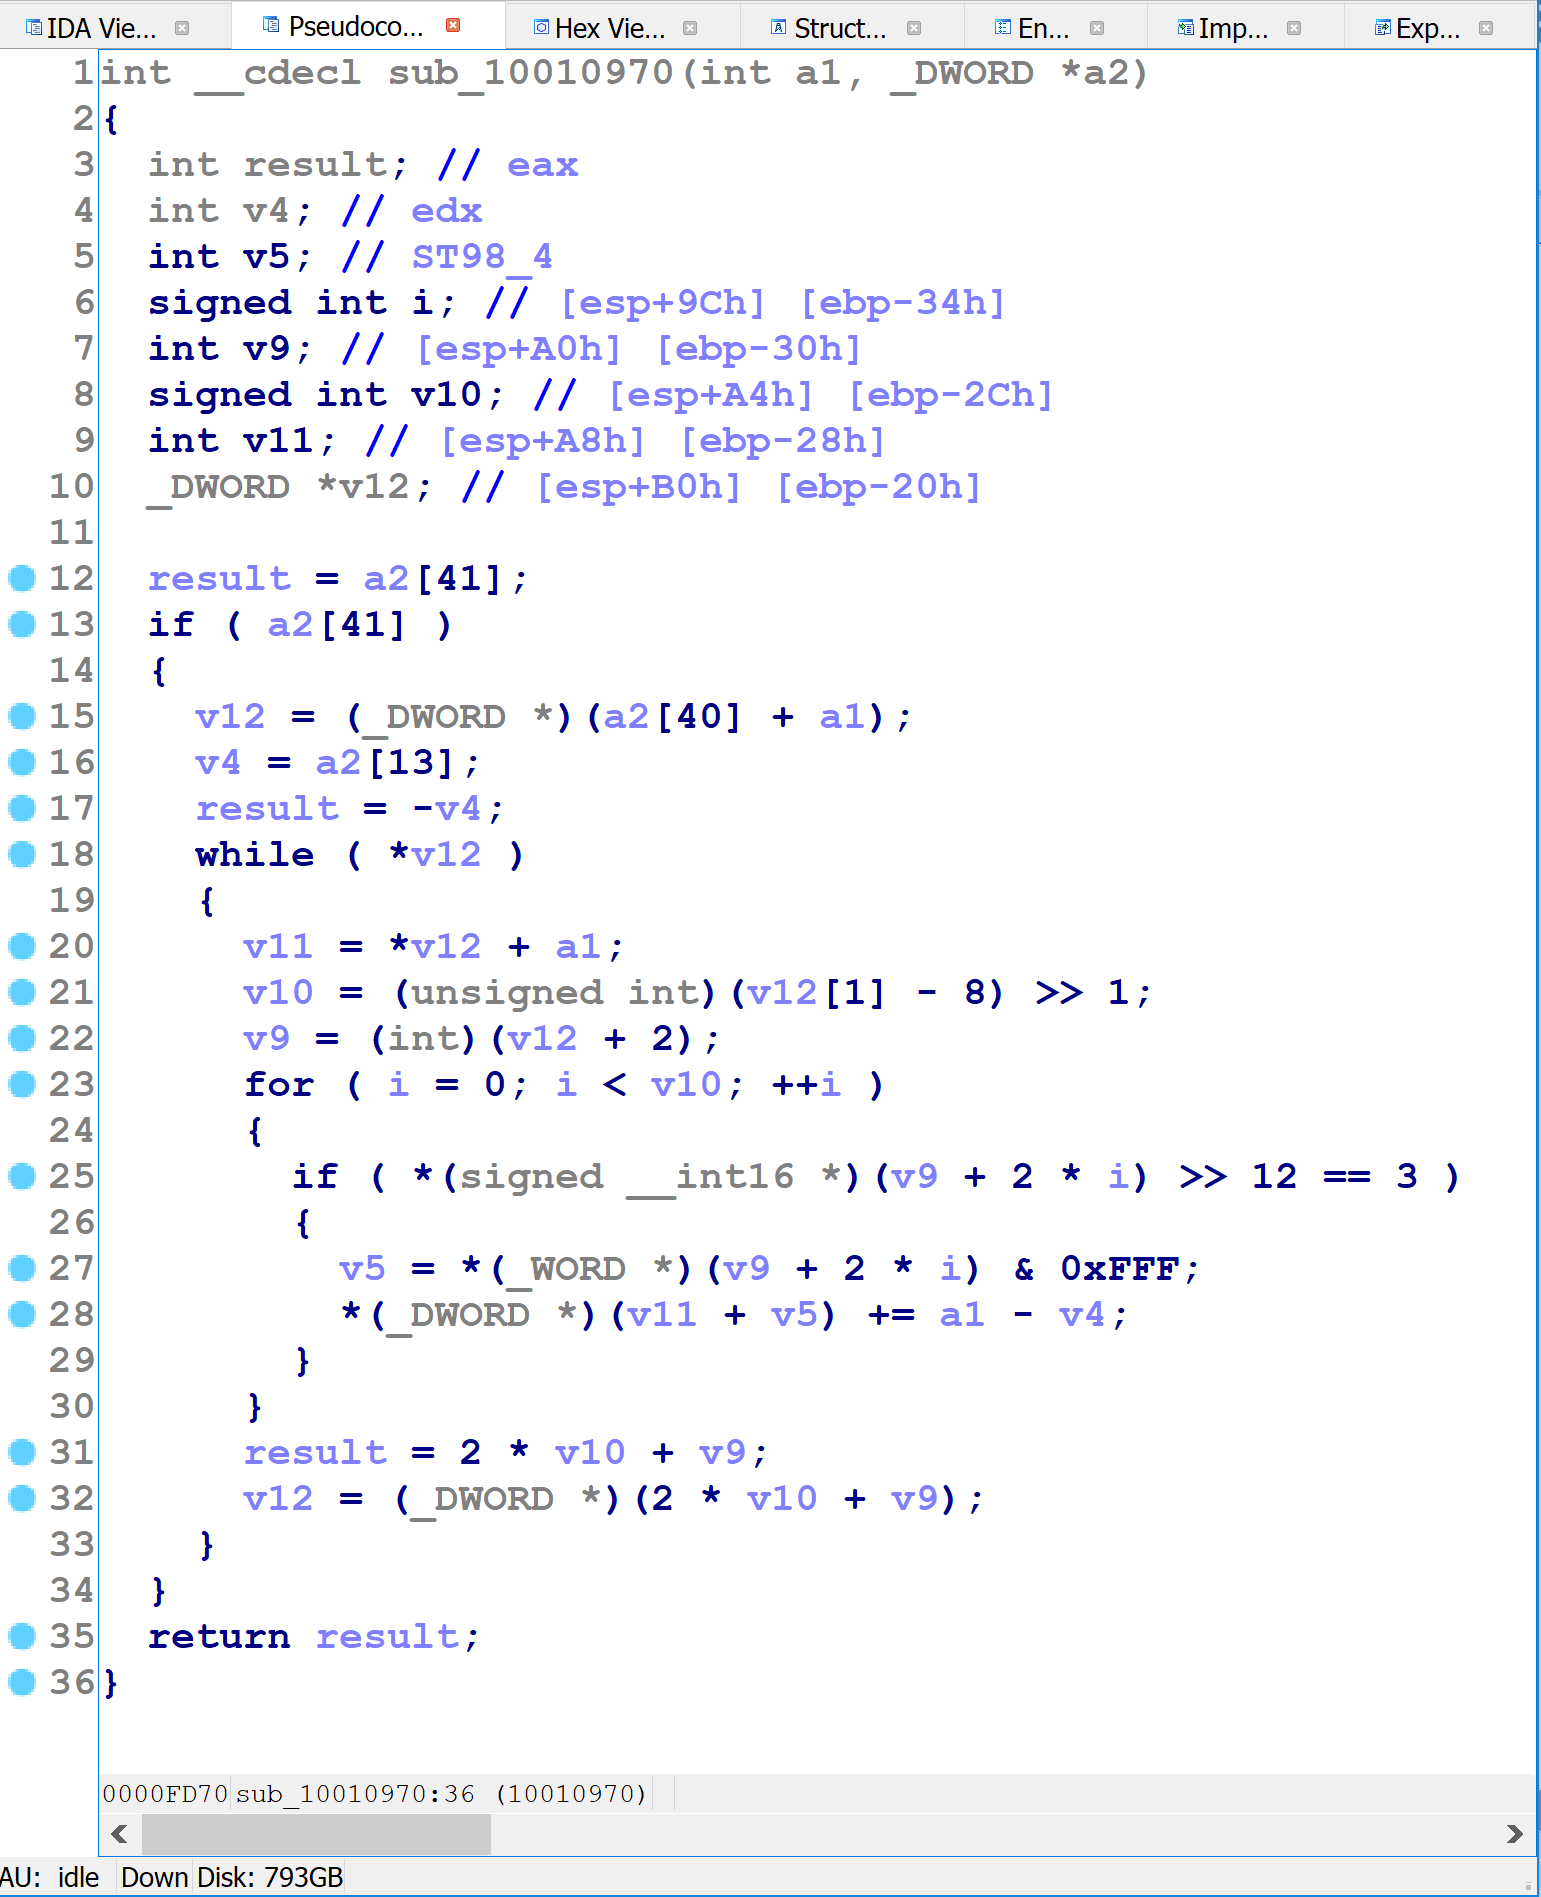 IDA Vie... Pseudoco... Hex Vie... Struct... En... Imp... Exp...
1 int __cdecl sub_10010970(int a1, _DWORD *a2)
2 {
3   int result; // eax
4   int v4; // edx
5   int v5; // ST98_4
6   signed int i; // [esp+9Ch] [ebp-34h]
7   int v9; // [esp+A0h] [ebp-30h]
8   signed int v10; // [esp+A4h] [ebp-2Ch]
9   int v11; // [esp+A8h] [ebp-28h]
10   _DWORD *v12; // [esp+B0h] [ebp-20h]
11
12   result = a2[41];
13   if ( a2[41] )
14   {
15     v12 = (_DWORD *)(a2[40] + a1);
16     v4 = a2[13];
17     result = -v4;
18     while ( *v12 )
19     {
20       v11 = *v12 + a1;
21       v10 = (unsigned int)(v12[1] - 8) >> 1;
22       v9 = (int)(v12 + 2);
23       for ( i = 0; i < v10; ++i )
24       {
25         if ( *(signed __int16 *)(v9 + 2 * i) >> 12 == 3 )
26         {
27           v5 = *(_WORD *)(v9 + 2 * i) & 0xFFF;
28           *(_DWORD *)(v11 + v5) += a1 - v4;
29         }
30       }
31       result = 2 * v10 + v9;
32       v12 = (_DWORD *)(2 * v10 + v9);
33     }
34   }
35   return result;
36 }
0000FD70 sub_10010970:36 (10010970)
AU: idle Down Disk: 793GB